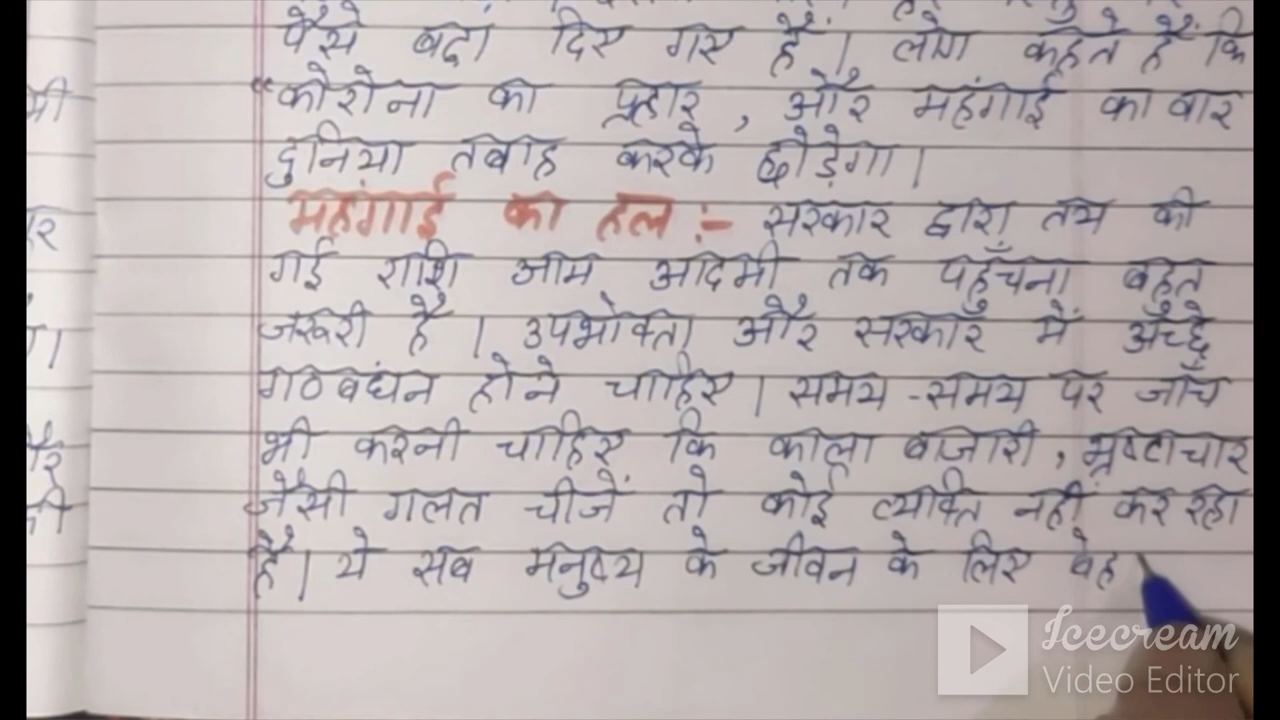 पैसे बढा दिए गए हैं। लोग कहते हैं कि
मी
“कोरोना का प्रहार, और महंगाई का वार
दुनिया तबाह करके छोड़ेगा।
महंगाई का हल :- सरकार द्वारा तय की
गई राशि आम आदमी तक पहुँचना बहुत
जरूरी है। उपभोक्ता और सरकार में अच्छे
गठबंधन होने चाहिए। समय-समय पर जाँच
भी करनी चाहिए कि काला बाजारी, भ्रष्टाचार
जैसी गलत चीजें तो कोई व्यक्ति नहीं कर रहा
है। ये सब मनुष्य के जीवन के लिए बेह
Icecream
Video Editor